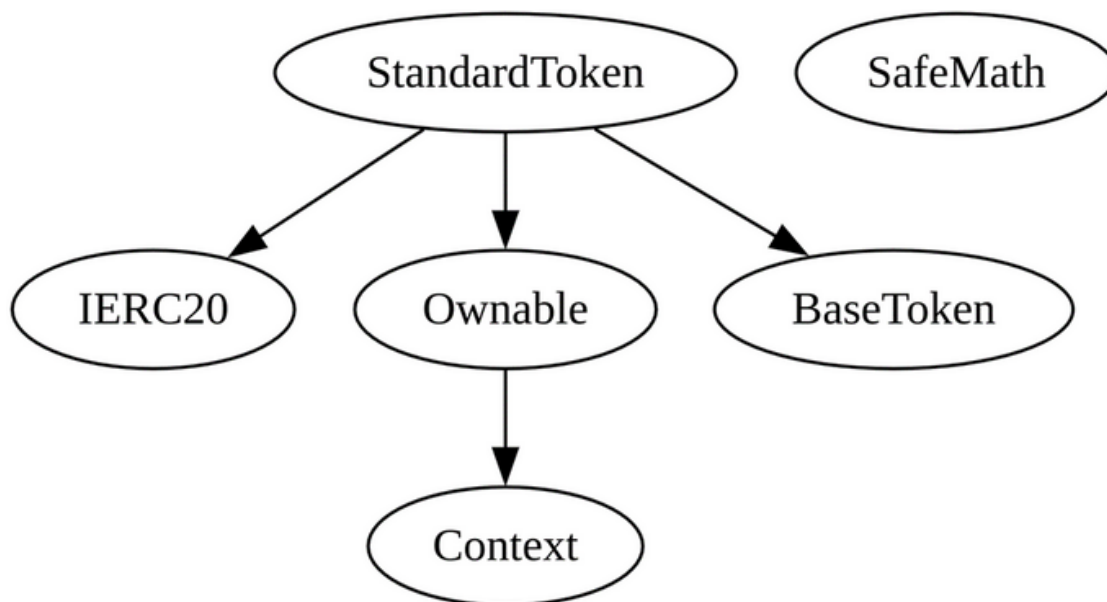 StandardToken
SafeMath
IERC20
Ownable
BaseToken
Context